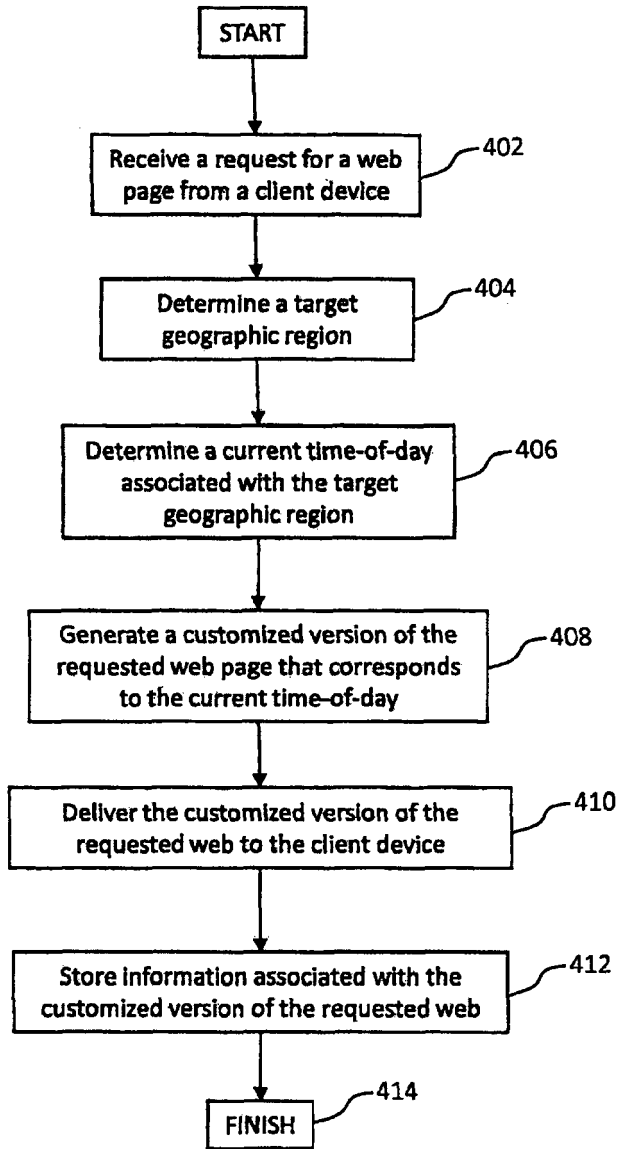 START
Receive a request for a web
page from a client device
402
Determine a target
geographic region
404
Determine a current time-of-day
associated with the target
geographic region
406
Generate a customized version of the
requested web page that corresponds
to the current time-of-day
408
Deliver the customized version of the
requested web to the client device
410
Store information associated with the
customized version of the requested web
412
FINISH
414